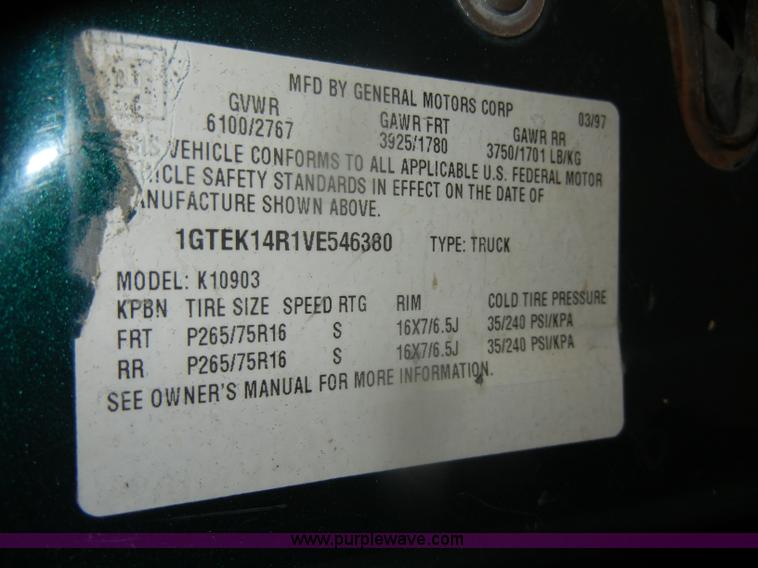 MFD BY GENERAL MOTORS CORP 03/97
GVWR GAWR FRT GAWR RR
6100/2767 3925/1780 3750/1701 LB/KG
VEHICLE CONFORMS TO ALL APPLICABLE U.S. FEDERAL MOTOR
HICLE SAFETY STANDARDS IN EFFECT ON THE DATE OF
ANUFACTURE SHOWN ABOVE.
1GTEK14R1VE546380 TYPE: TRUCK
MODEL: K10903
KPBN TIRE SIZE SPEED RTG RIM COLD TIRE PRESSURE
FRT P265/75R16 S 16X7/6.5J 35/240 PSI/KPA
RR P265/75R16 S 16X7/6.5J 35/240 PSI/KPA
SEE OWNER'S MANUAL FOR MORE INFORMATION.
www.purplewave.com